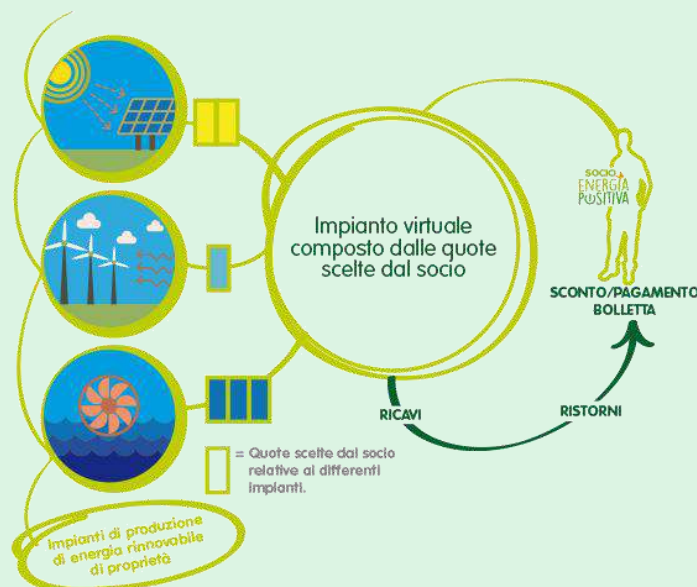 Impianto virtuale
composto dalle quote
scelte dal socio
socio
ENERGIA
POSITIVA
SCONTO/PAGAMENTO
BOLLETTA
RICAVI
RISTORNI
= Quote scelte dal socio
relative ai differenti
impianti.
Impianti di produzione
di energia rinnovabile
di proprietà